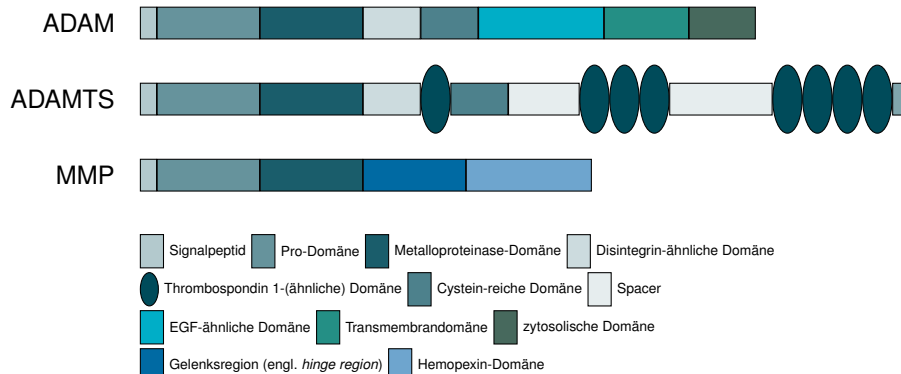 ADAM
ADAMTS
MMP
Signalpeptid Pro-Domäne Metalloproteinase-Domäne Disintegrin-ähnliche Domäne
Thrombospondin 1-(ähnliche) Domäne Cystein-reiche Domäne Spacer
EGF-ähnliche Domäne Transmembrandomäne zytosolische Domäne
Gelenksregion (engl. hinge region) Hemopexin-Domäne